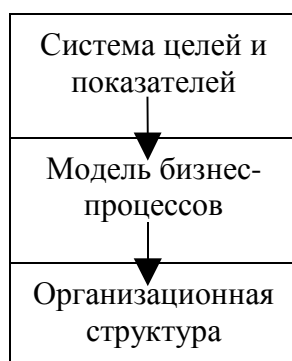 Система целей и
показателей
Модель бизнес-
процессов
Организационная
структура